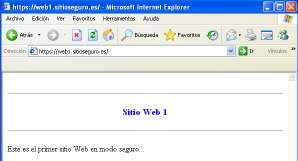 https://web1.sitioseguro.es/ - Microsoft Internet Explorer
Archivo Edición Ver Favoritos Herramientas Ayuda
Atrás Búsqueda Favoritos
Dirección https://web1.sitioseguro.es/ Ir Vínculos
Sitio Web 1
Este es el primer sitio Web en modo seguro...